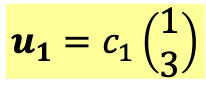 u₁ = c₁ (1
3)